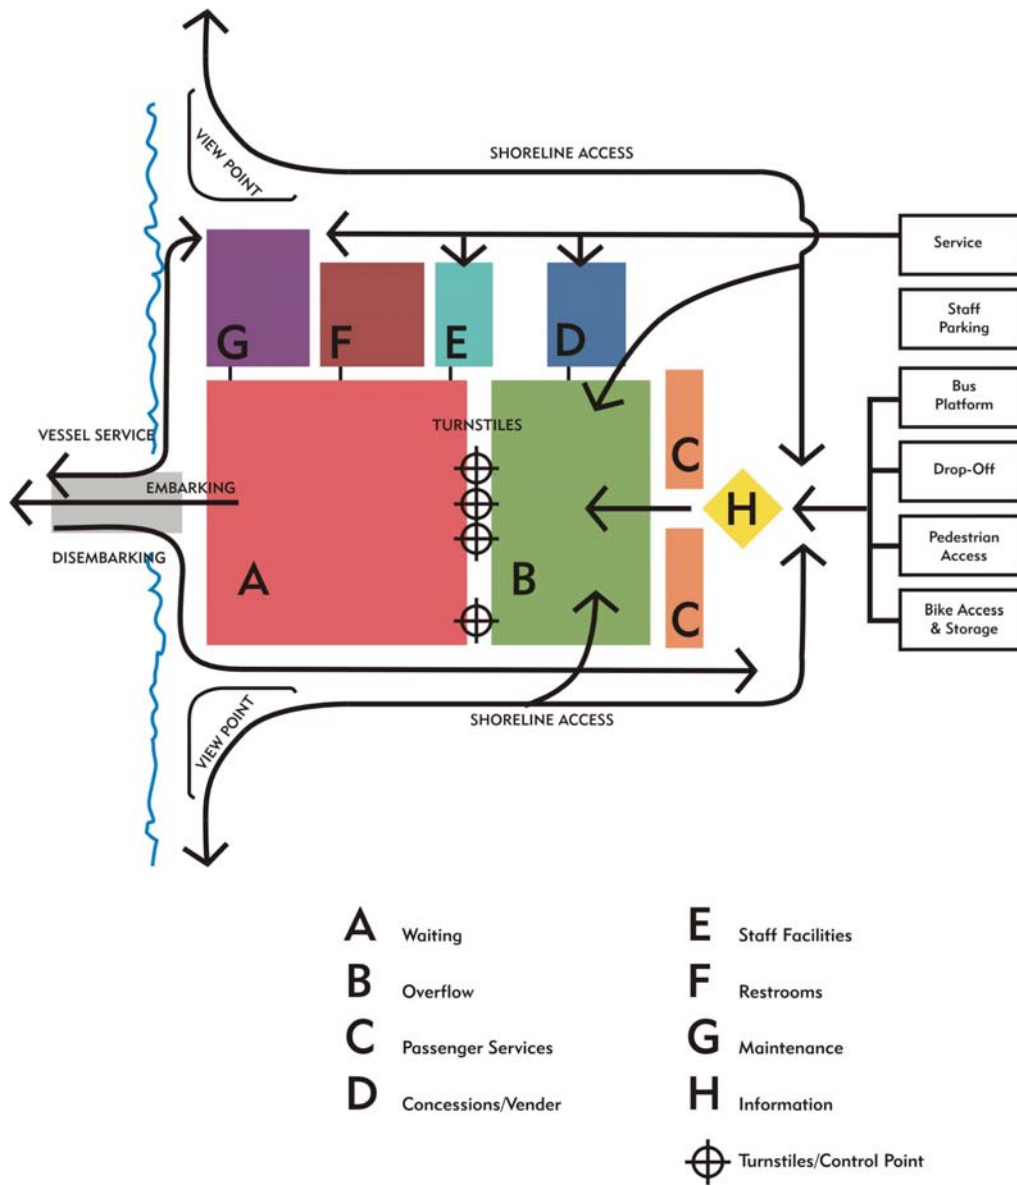 VIEW POINT
SHORELINE ACCESS
Service
Staff
Parking
G
F
E
D
Bus
Platform
VESSEL SERVICE
TURNSTILES
C
Drop-Off
EMBARKING
H
DISEMBARKING
Pedestrian
Access
A
B
C
Bike Access
& Storage
VIEW POINT
SHORELINE ACCESS
A Waiting
B Overflow
C Passenger Services
D Concessions/Vender
E Staff Facilities
F Restrooms
G Maintenance
H Information
Turnstiles/Control Point